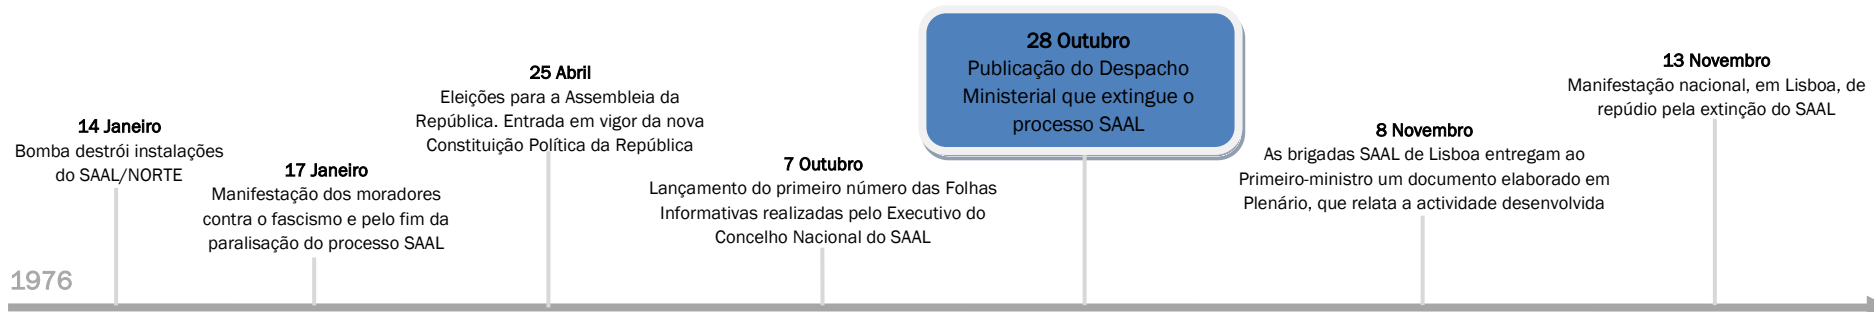 1976
14 Janeiro
Bomba destrói instalações
do SAAL/NORTE
17 Janeiro
Manifestação dos moradores
contra o fascismo e pelo fim da
paralisação do processo SAAL
25 Abril
Eleições para a Assembleia da
República. Entrada em vigor da nova
Constituição Política da República
7 Outubro
Lançamento do primeiro número das Folhas
Informativas realizadas pelo Executivo do
Concelho Nacional do SAAL
28 Outubro
Publicação do Despacho
Ministerial que extingue o
processo SAAL
8 Novembro
As brigadas SAAL de Lisboa entregam ao
Primeiro-ministro um documento elaborado em
Plenário, que relata a actividade desenvolvida
13 Novembro
Manifestação nacional, em Lisboa, de
repúdio pela extinção do SAAL